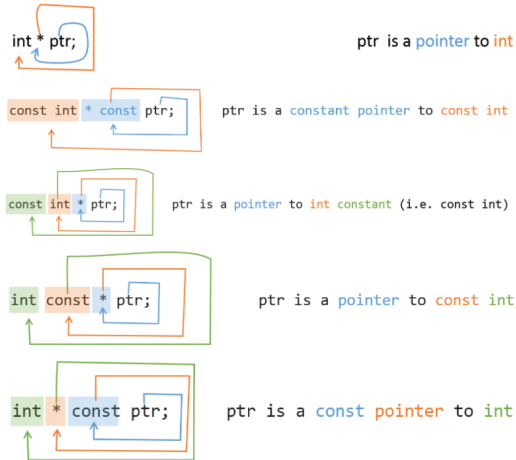 int * ptr; ptr is a pointer to int
const int * const ptr; ptr is a constant pointer to const int
const int * ptr; ptr is a pointer to int constant (i.e. const int)
int const * ptr; ptr is a pointer to const int
int * const ptr; ptr is a const pointer to int